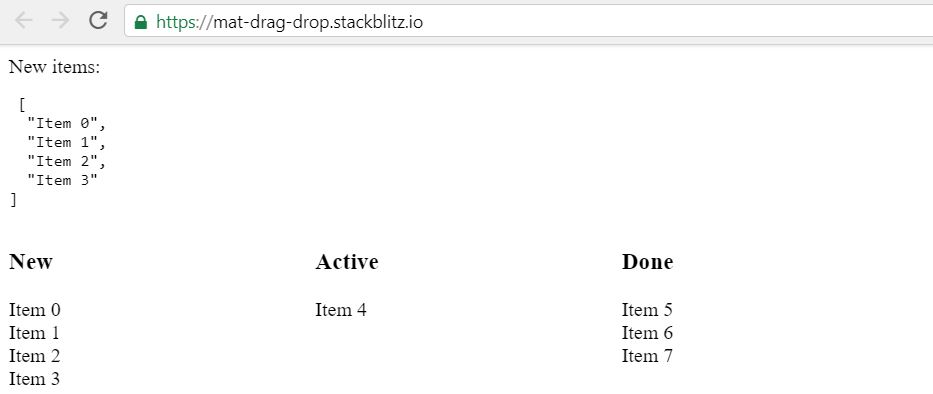 https://mat-drag-drop.stackblitz.io
New items:
[
"Item 0",
"Item 1",
"Item 2",
"Item 3"
]
New Active Done
Item 0 Item 4 Item 5
Item 1 Item 6
Item 2 Item 7
Item 3